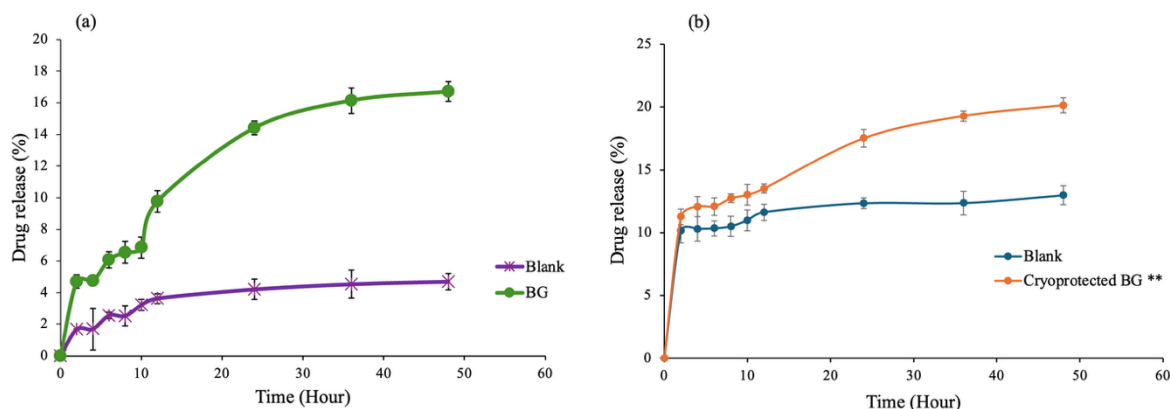 (a)
Drug release (%)
20
18
16
14
12
10
8
6
4
2
0
0 10 20 30 40 50 60
Time (Hour)
Blank
BG
(b)
Drug release (%)
25
20
15
10
5
0
0 10 20 30 40 50 60
Time (Hour)
Blank
Cryoprotected BG **